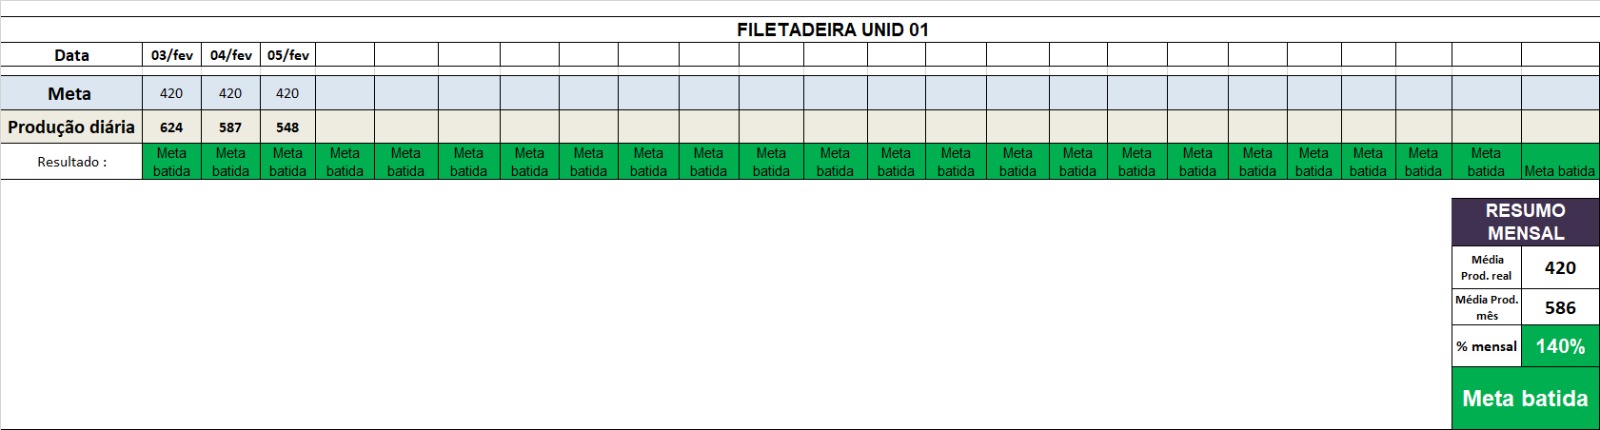 FILETADEIRA UNID 01
Data 03/fev 04/fev 05/fev
Meta 420 420 420
Produção diária 624 587 548
Resultado : Meta batida Meta batida Meta batida Meta batida Meta batida Meta batida Meta batida Meta batida Meta batida Meta batida Meta batida Meta batida Meta batida Meta batida Meta batida Meta batida Meta batida Meta batida Meta batida Meta batida Meta batida Meta batida Meta batida Meta batida
RESUMO
MENSAL
Média
Prod. real 420
Média Prod.
mês 586
% mensal 140%
Meta batida